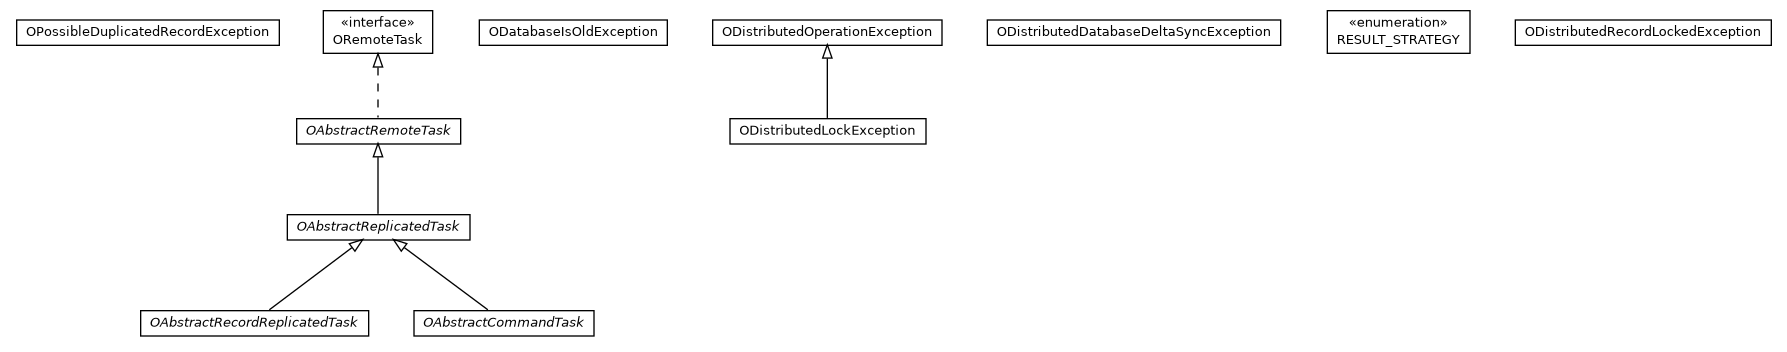 OPossibleDuplicatedRecordException
«interface»
ORemoteTask
ODatabaseIsOldException
ODistributedOperationException
ODistributedDatabaseDeltaSyncException
«enumeration»
RESULT_STRATEGY
ODistributedRecordLockedException
OAbstractRemoteTask
ODistributedLockException
OAbstractReplicatedTask
OAbstractRecordReplicatedTask
OAbstractCommandTask